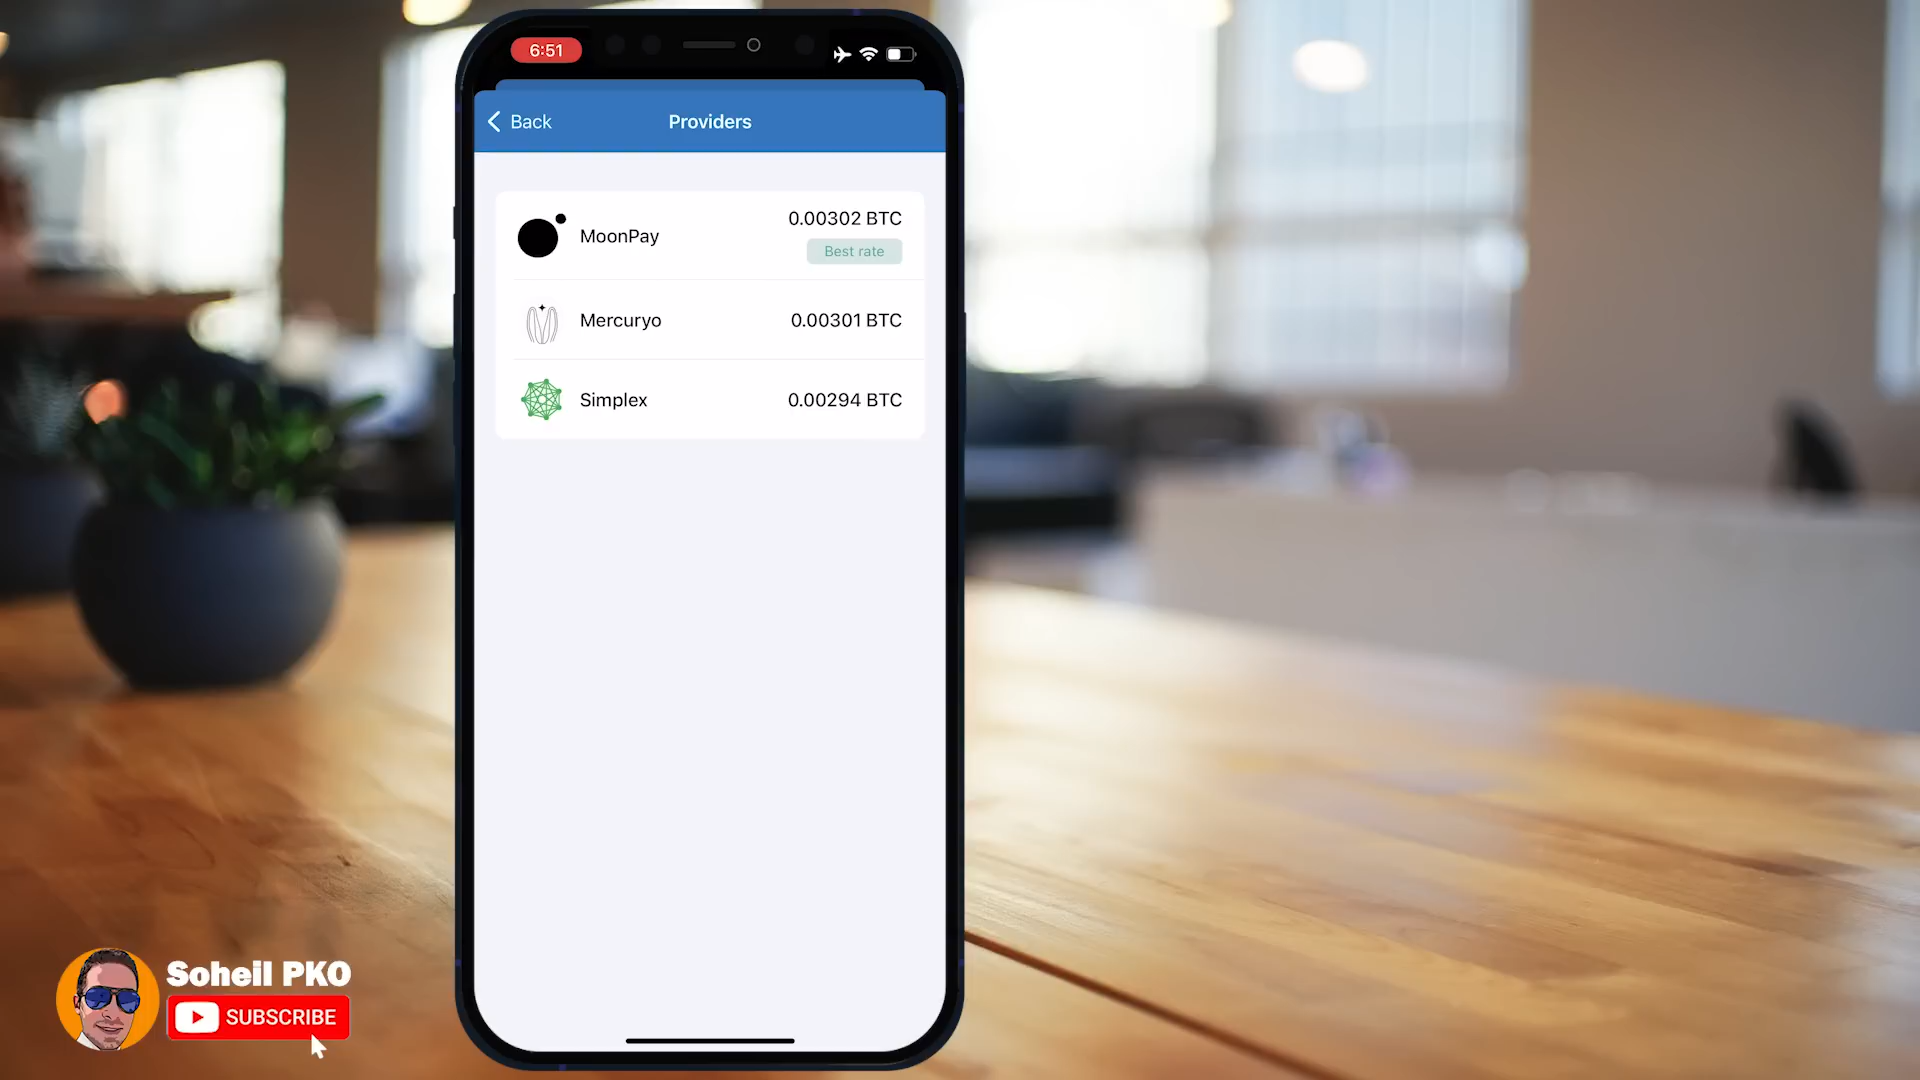 6:51
Back
Providers
MoonPay
0.00302 BTC
Best rate
Mercuryo
0.00301 BTC
Simplex
0.00294 BTC
Soheil PKO
SUBSCRIBE